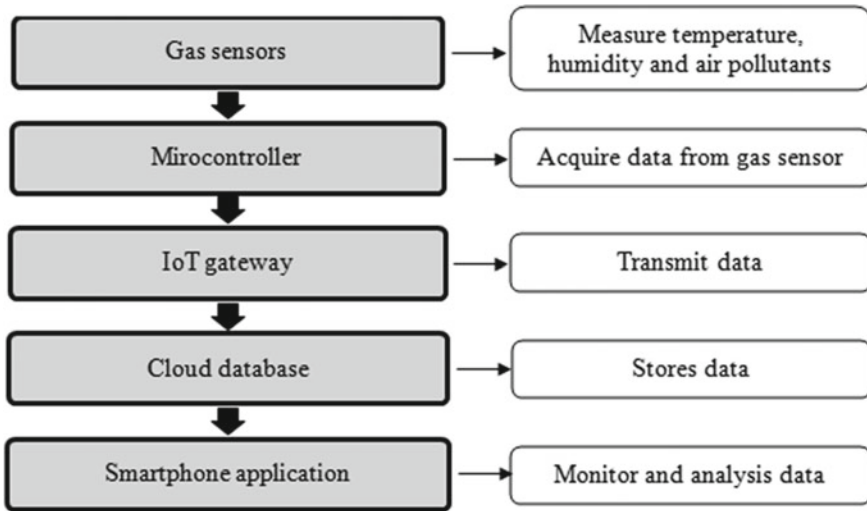 Gas sensors
Measure temperature,
humidity and air pollutants
Mirocontroller
Acquire data from gas sensor
IoT gateway
Transmit data
Cloud database
Stores data
Smartphone application
Monitor and analysis data